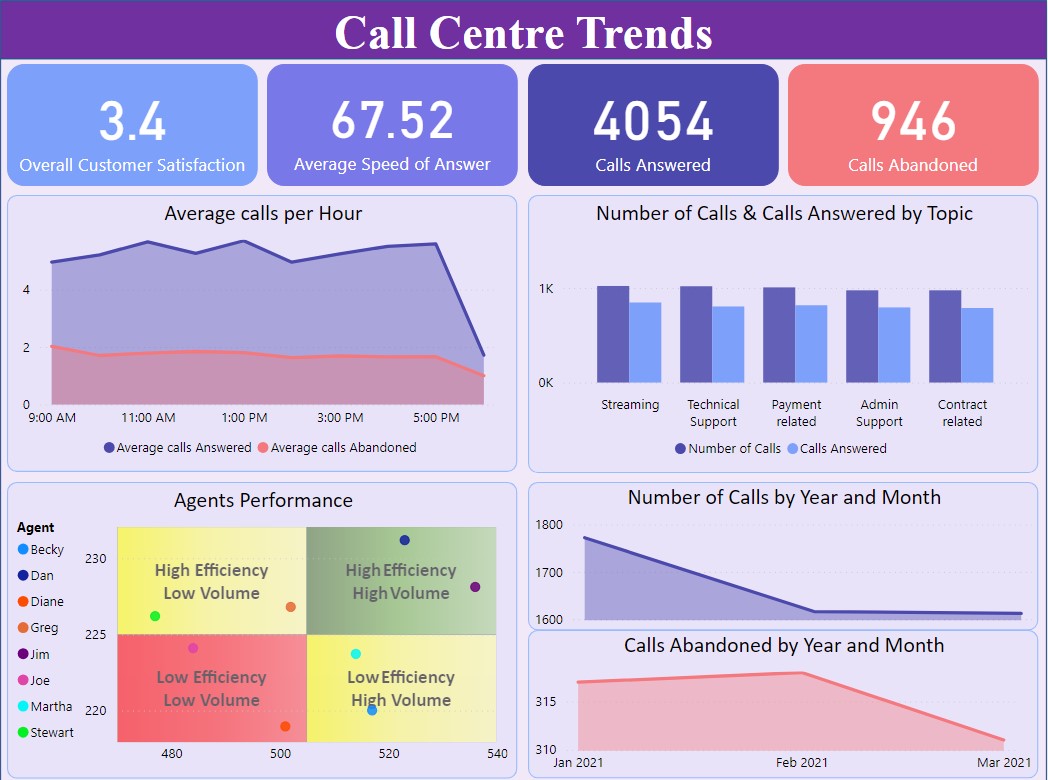 Call Centre Trends
3.4
Overall Customer Satisfaction
67.52
Average Speed of Answer
4054
Calls Answered
946
Calls Abandoned
Average calls per Hour
4
2
0
9:00 AM 11:00 AM 1:00 PM 3:00 PM 5:00 PM
Average calls Answered Average calls Abandoned
Number of Calls & Calls Answered by Topic
1K
0K
Streaming Technical Payment Admin Contract
Support related Support related
Number of Calls Calls Answered
Agents Performance
Agent
Becky
Dan
Diane
Greg
Jim
Joe
Martha
Stewart
230
225
220
High Efficiency
Low Volume
High Efficiency
High Volume
Low Efficiency
Low Volume
Low Efficiency
High Volume
480 500 520 540
Number of Calls by Year and Month
1800
1700
1600
Calls Abandoned by Year and Month
315
310
Jan 2021 Feb 2021 Mar 2021